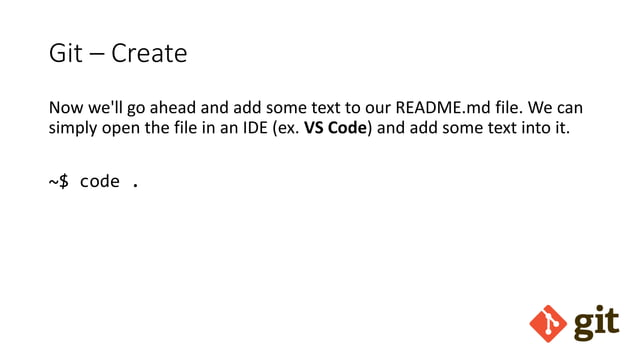 Git – Create
Now we'll go ahead and add some text to our README.md file. We can
simply open the file in an IDE (ex. VS Code) and add some text into it.
~$ code .
git